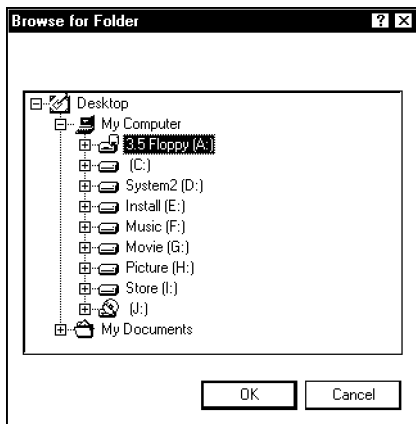 Browse for Folder
Desktop
My Computer
3.5 Floppy (A:)
(C:)
System2 (D:)
Install (E:)
Music (F:)
Movie (G:)
Picture (H:)
Store (I:)
(J:)
My Documents
OK Cancel